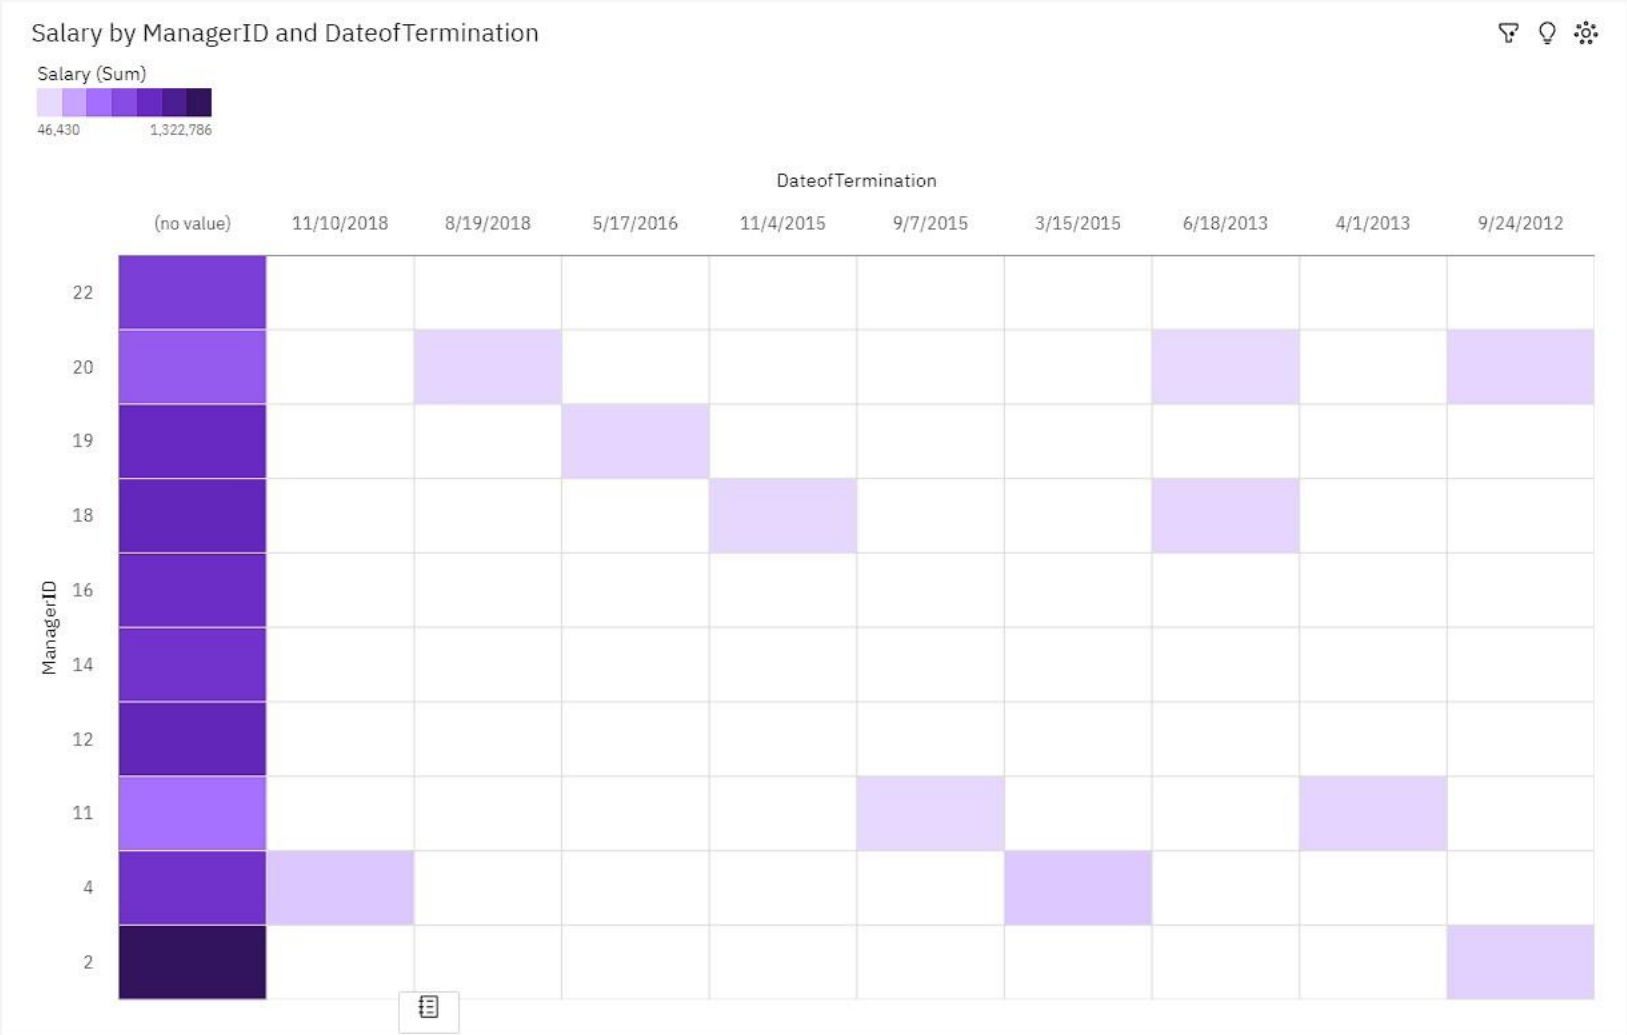 Salary by ManagerID and DateofTermination
Salary (Sum)
46,430 1,322,786
DateofTermination
(no value) 11/10/2018 8/19/2018 5/17/2016 11/4/2015 9/7/2015 3/15/2015 6/18/2013 4/1/2013 9/24/2012
ManagerID
22
20
19
18
16
14
12
11
4
2